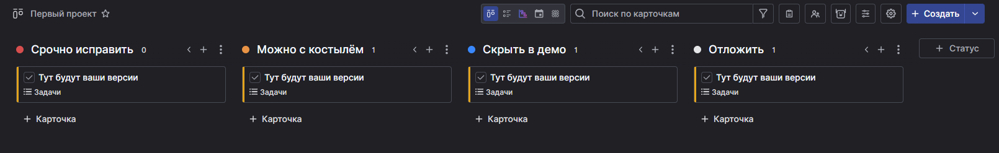 Первый проект
Поиск по карточкам
+ Создать
Срочно исправить 0
Можно с костылём 1
Скрыть в демо 1
Отложить 1
+ Статус
Тут будут ваши версии
Задачи
Тут будут ваши версии
Задачи
Тут будут ваши версии
Задачи
Тут будут ваши версии
Задачи
+ Карточка
+ Карточка
+ Карточка
+ Карточка